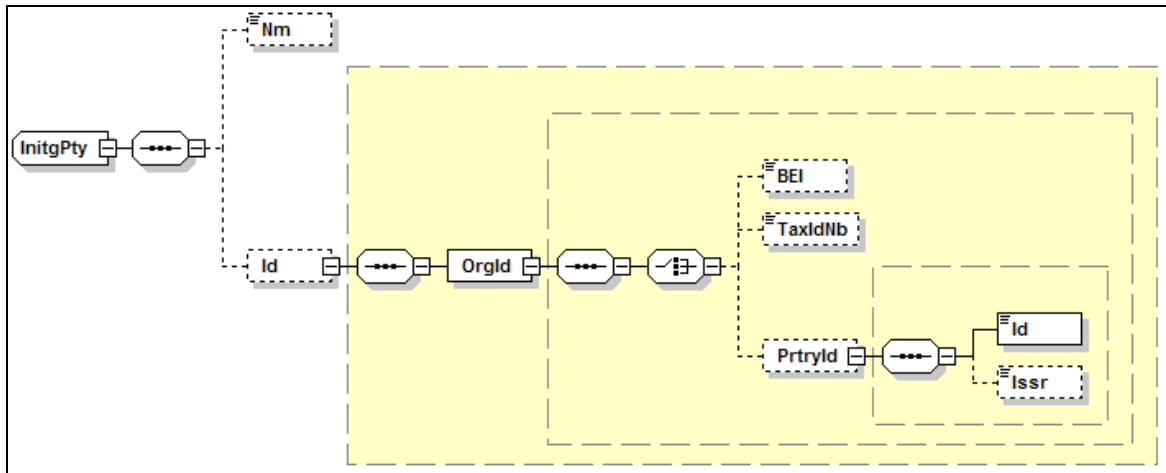 Nm
InitgPty
BEI
TaxIdNb
Id
OrgId
Id
PrtryId
Issr